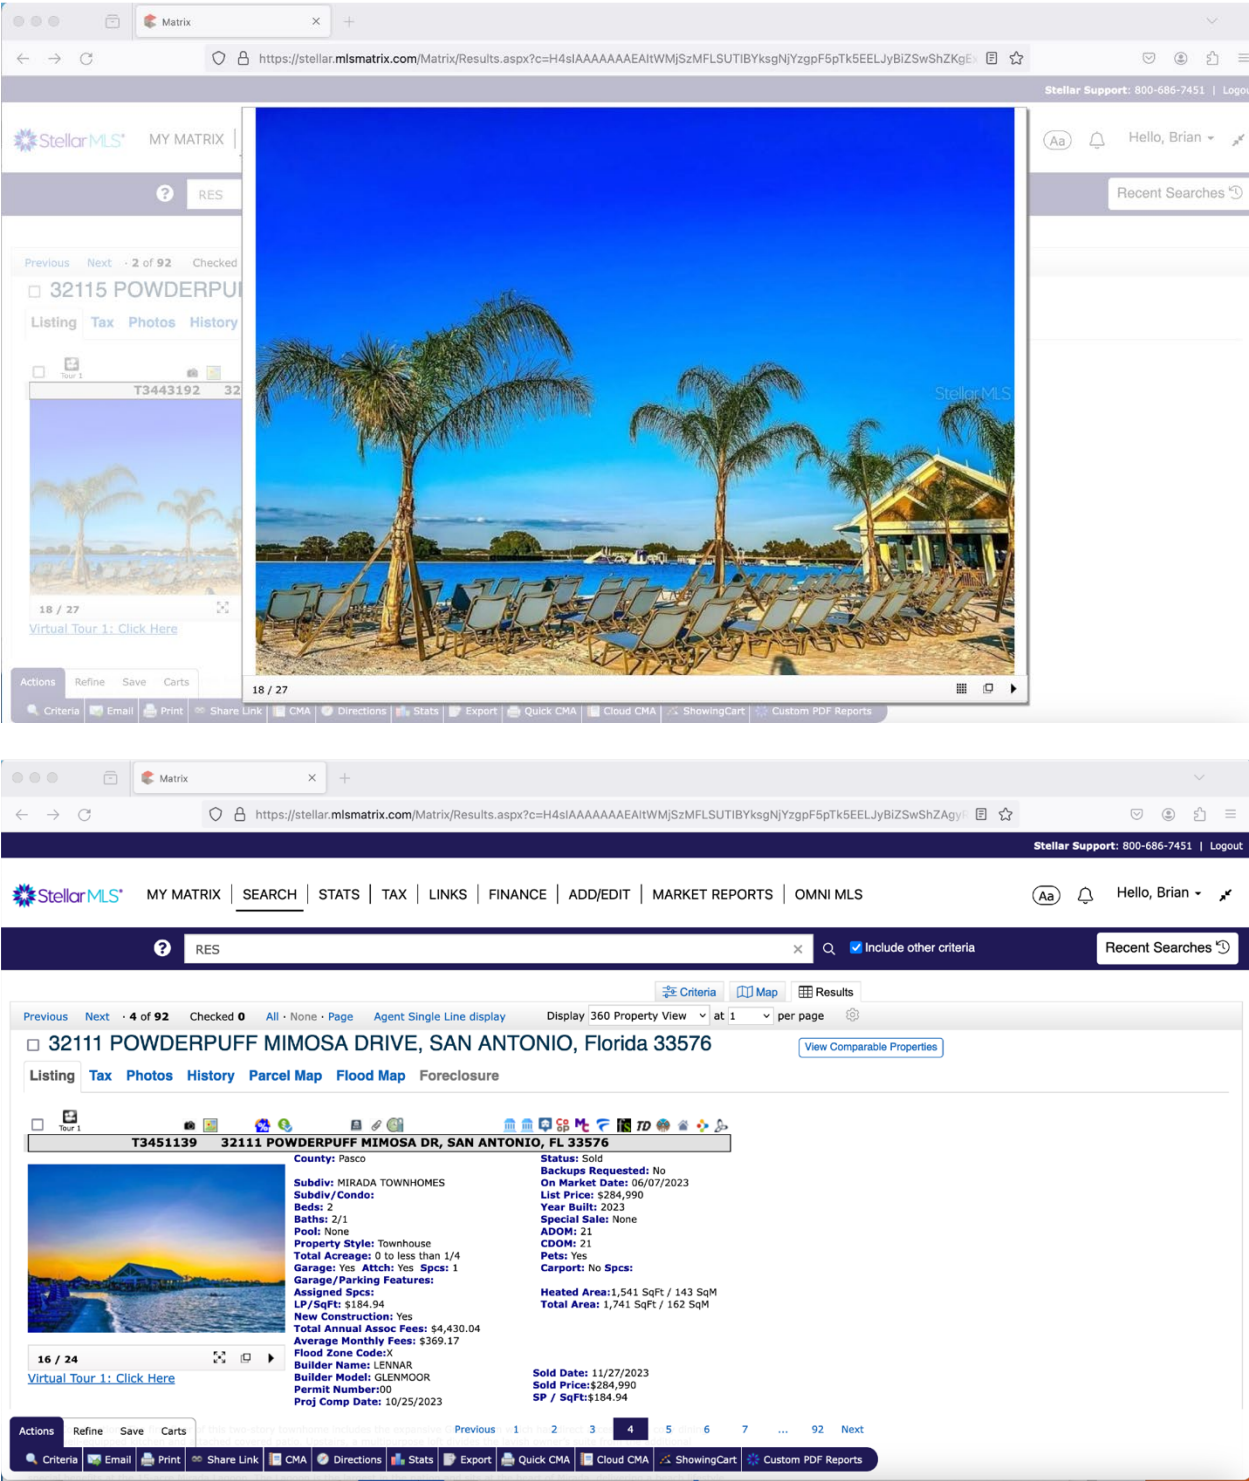 Matrix
https://stellar.mlsmatrix.com/Matrix/Results.aspx?c=H4sIAAAAAAAEAItWMjSzMFLSUTIBYksgNjYzgpF5pTk5EELJyBiZSwShZKgE
Stellar Support: 800-686-7451 | Logou
StellarMLS MY MATRIX
Aa Hello, Brian
? RES
Recent Searches
Previous Next · 2 of 92 Checked
32115 POWDERPU
Listing Tax Photos History
Tour 1
T3443192 32
StellarMLS
18 / 27
Virtual Tour 1: Click Here
Actions Refine Save Carts
18 / 27
Criteria Email Print Share Link CMA Directions Stats Export Quick CMA Cloud CMA ShowingCart Custom PDF Reports
Matrix
https://stellar.mlsmatrix.com/Matrix/Results.aspx?c=H4sIAAAAAAAEAItWMjSzMFLSUTIBYksgNjYzgpF5pTk5EELJyBiZSwShZAgy
Stellar Support: 800-686-7451 | Logout
StellarMLS MY MATRIX | SEARCH | STATS | TAX | LINKS | FINANCE | ADD/EDIT | MARKET REPORTS | OMNI MLS
Aa Hello, Brian
? RES Include other criteria Recent Searches
Criteria Map Results
Previous Next · 4 of 92 Checked 0 All · None · Page Agent Single Line display Display 360 Property View at 1 per page
32111 POWDERPUFF MIMOSA DRIVE, SAN ANTONIO, Florida 33576 View Comparable Properties
Listing Tax Photos History Parcel Map Flood Map Foreclosure
Tour 1
T3451139 32111 POWDERPUFF MIMOSA DR, SAN ANTONIO, FL 33576
County: Pasco
Subdiv: MIRADA TOWNHOMES
Subdiv/Condo:
Beds: 2
Baths: 2/1
Pool: None
Property Style: Townhouse
Total Acreage: 0 to less than 1/4
Garage: Yes Attch: Yes Spcs: 1
Garage/Parking Features:
Assigned Spcs:
LP/SqFt: $184.94
New Construction: Yes
Total Annual Assoc Fees: $4,430.04
Average Monthly Fees: $369.17
Flood Zone Code:X
Builder Name: LENNAR
Builder Model: GLENMOOR
Permit Number:00
Proj Comp Date: 10/25/2023
Status: Sold
Backups Requested: No
On Market Date: 06/07/2023
List Price: $284,990
Year Built: 2023
Special Sale: None
ADOM: 21
CDOM: 21
Pets: Yes
Carport: No Spcs:
Heated Area:1,541 SqFt / 143 SqM
Total Area: 1,741 SqFt / 162 SqM
Sold Date: 11/27/2023
Sold Price:$284,990
SP / SqFt:$184.94
16 / 24
Virtual Tour 1: Click Here
Actions Refine Save Carts
Previous 1 2 3 4 5 6 7 ... 92 Next
Criteria Email Print Share Link CMA Directions Stats Export Quick CMA Cloud CMA ShowingCart Custom PDF Reports